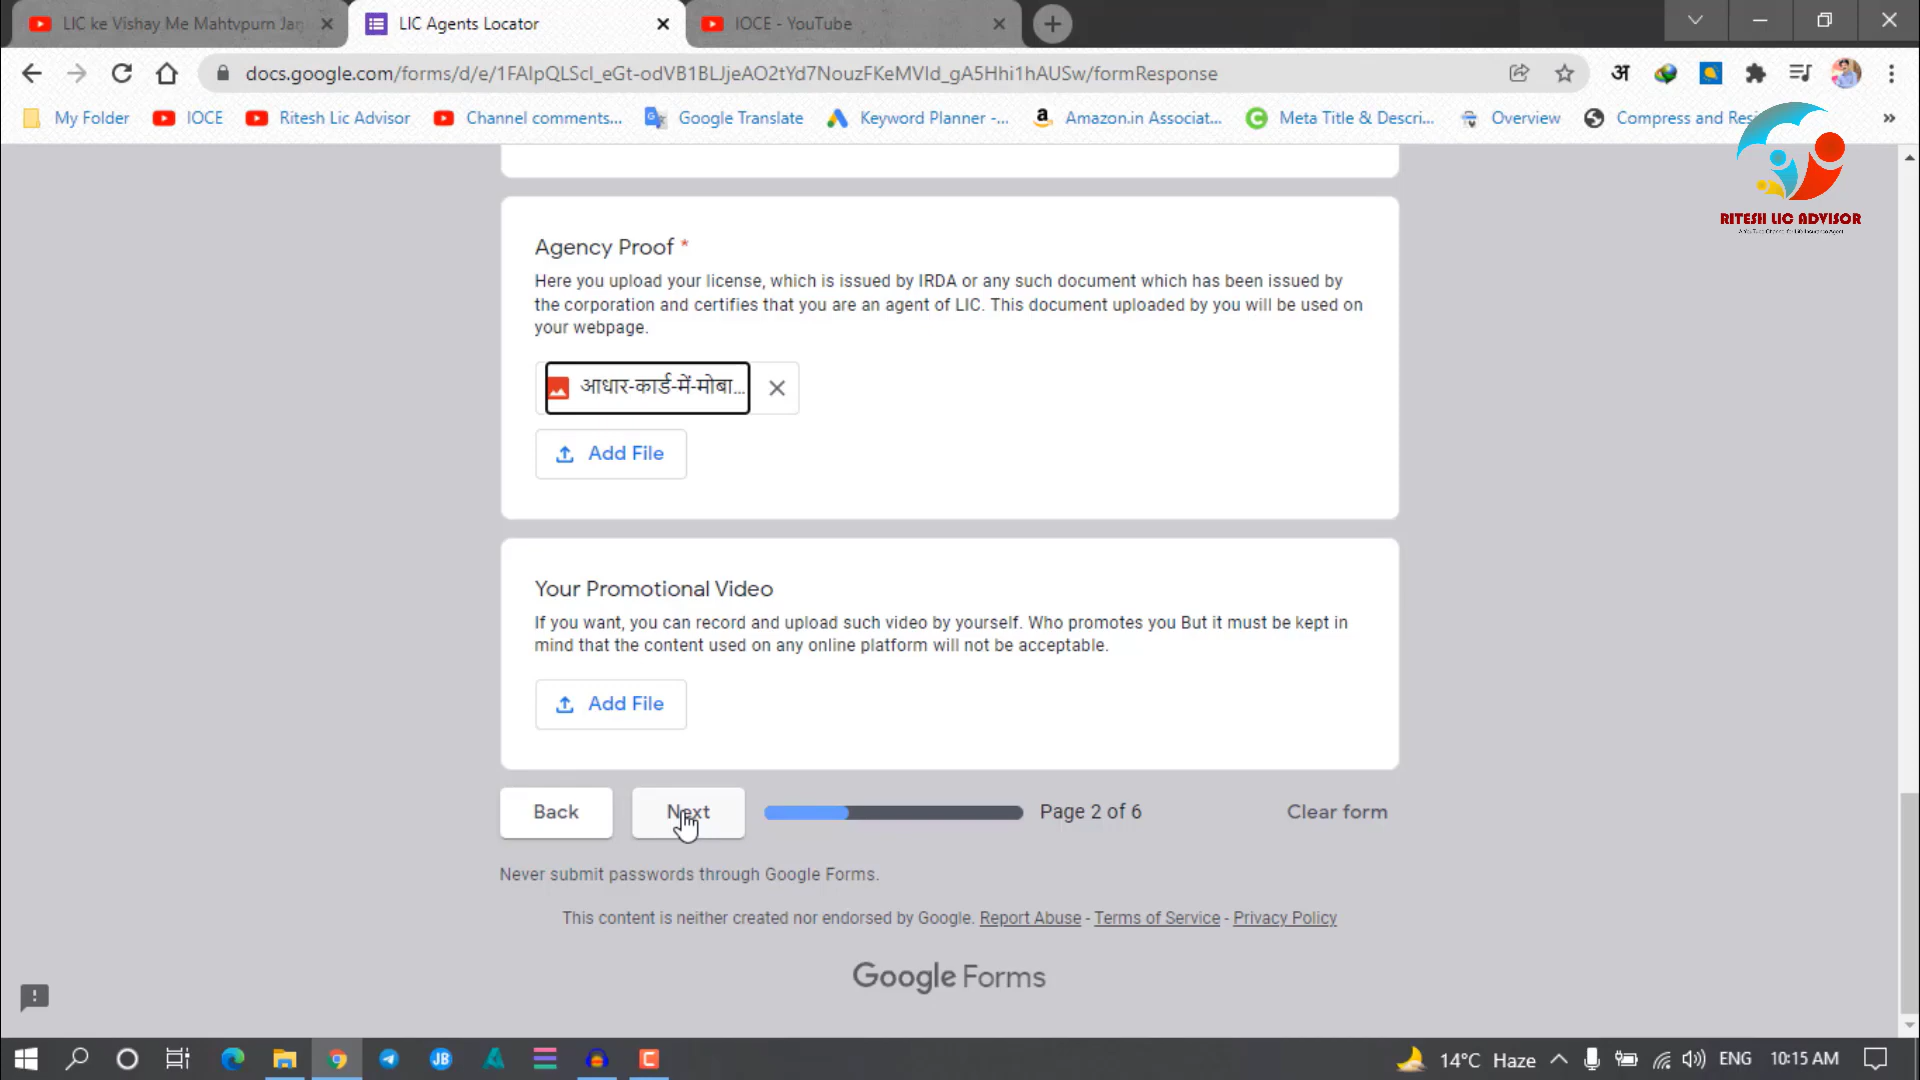 LIC ke Vishay Me Mahtvpurn Jan
LIC Agents Locator
IOCE - YouTube
docs.google.com/forms/d/e/1FAIpQLScl_eGt-odVB1BLJjeAO2tYd7NouzFKeMVld_gA5Hhi1hAUSw/formResponse
अ
My Folder
IOCE
Ritesh Lic Advisor
Channel comments...
Google Translate
Keyword Planner -...
Amazon.in Associat...
Meta Title & Descri...
Overview
Compress and Resi
RITESH LIC ADVISOR
Agency Proof *
Here you upload your license, which is issued by IRDA or any such document which has been issued by
the corporation and certifies that you are an agent of LIC. This document uploaded by you will be used on
your webpage.
आधार-कार्ड-में-मोबा...
Add File
Your Promotional Video
If you want, you can record and upload such video by yourself. Who promotes you But it must be kept in
mind that the content used on any online platform will not be acceptable.
Add File
Back
Next
Page 2 of 6
Clear form
Never submit passwords through Google Forms.
This content is neither created nor endorsed by Google. Report Abuse - Terms of Service - Privacy Policy
Google Forms
JB
C
14°C Haze
ENG
10:15 AM